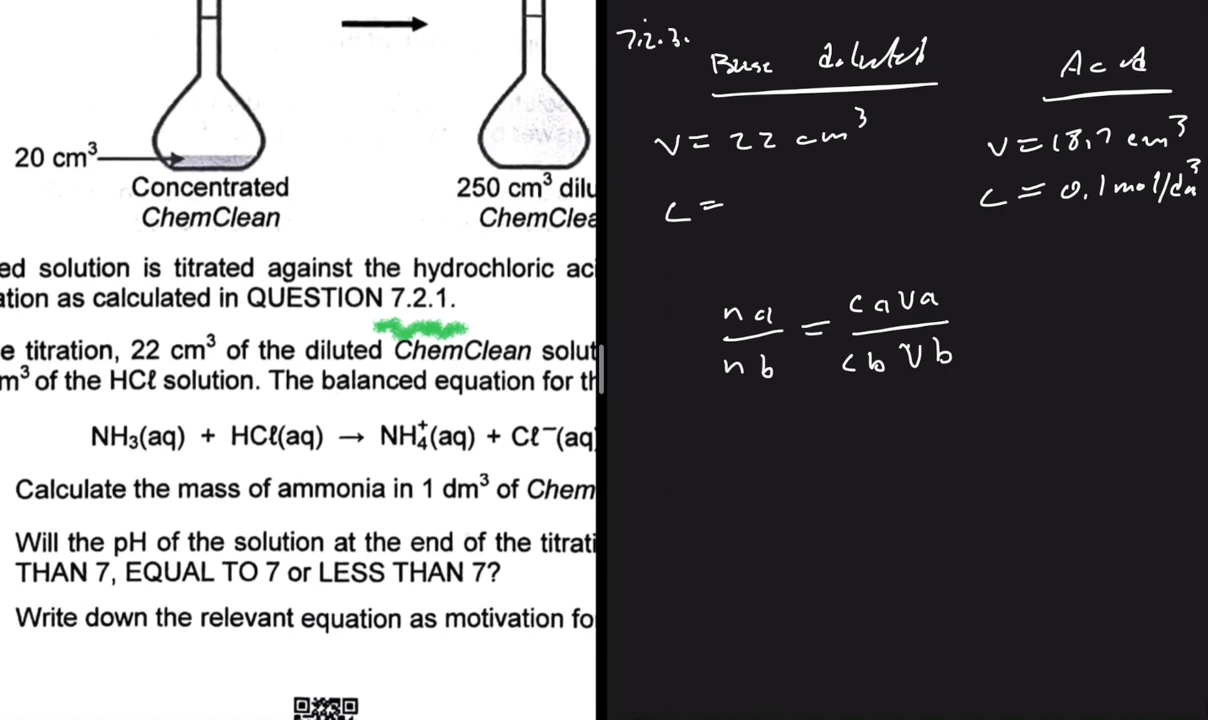 20 cm³
Concentrated
ChemClean
250 cm³ dilu
ChemClea
ed solution is titrated against the hydrochloric ac
ation as calculated in QUESTION 7.2.1.
e titration, 22 cm³ of the diluted ChemClean solut
m³ of the HCℓ solution. The balanced equation for th
NH₃(aq) + HCℓ(aq) → NH₄⁺(aq) + Cℓ⁻(aq)
Calculate the mass of ammonia in 1 dm³ of Chem
Will the pH of the solution at the end of the titrati
THAN 7, EQUAL TO 7 or LESS THAN 7?
Write down the relevant equation as motivation fo
7.2.3.
Base diluted
Acid
V = 22 cm³
V = 18,7 cm³
c =
c = 0.1 mol/dm³
na/nb = caVa/cbVb